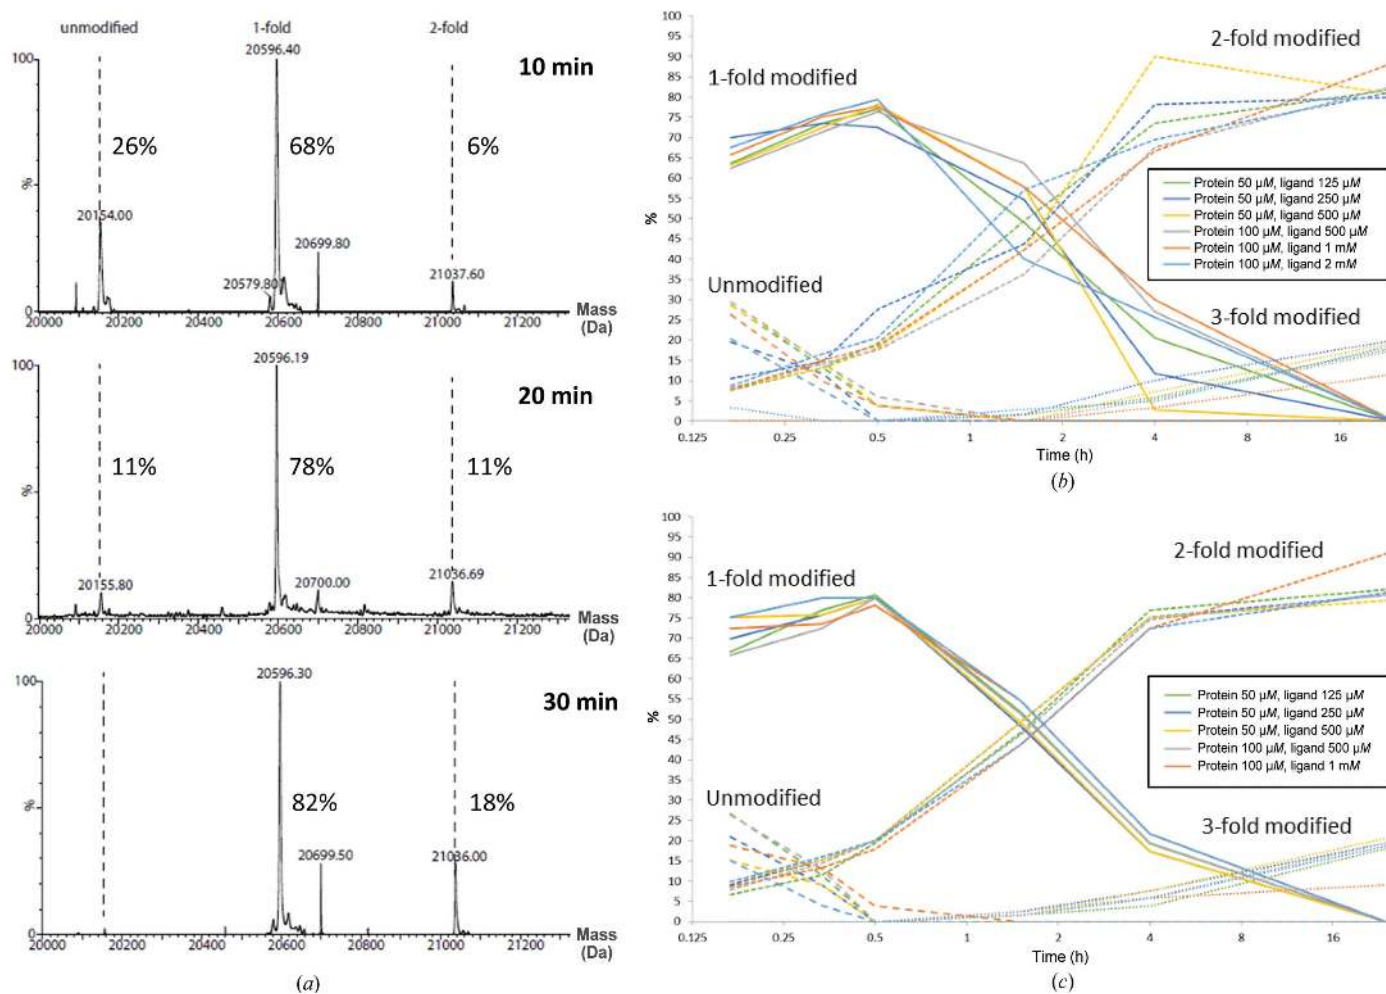 unmodified 1-fold 2-fold
20596.40
10 min
100
26% 68% 6%
%
20154.00
20699.80
20579.80
21037.60
0
20000 20200 20400 20600 20800 21000 21200 Mass
(Da)
20596.19
100
20 min
11% 78% 11%
%
20155.80 20700.00 21036.69
0
20000 20200 20400 20600 20800 21000 21200 Mass
(Da)
20596.30
100
30 min
82% 18%
%
20699.50 21036.00
0
20000 20200 20400 20600 20800 21000 21200 Mass
(Da)
(a)
100
95
90
85
80
75
70
65
60
55
50
45
40
35
30
25
20
15
10
5
0
%
1-fold modified
2-fold modified
Unmodified
3-fold modified
Protein 50 µM, ligand 125 µM
Protein 50 µM, ligand 250 µM
Protein 50 µM, ligand 500 µM
Protein 100 µM, ligand 500 µM
Protein 100 µM, ligand 1 mM
Protein 100 µM, ligand 2 mM
0.125 0.25 0.5 1 2 4 8 16
Time (h)
(b)
100
95
90
85
80
75
70
65
60
55
50
45
40
35
30
25
20
15
10
5
0
%
1-fold modified
2-fold modified
Unmodified
3-fold modified
Protein 50 µM, ligand 125 µM
Protein 50 µM, ligand 250 µM
Protein 50 µM, ligand 500 µM
Protein 100 µM, ligand 500 µM
Protein 100 µM, ligand 1 mM
0.125 0.25 0.5 1 2 4 8 16
Time (h)
(c)